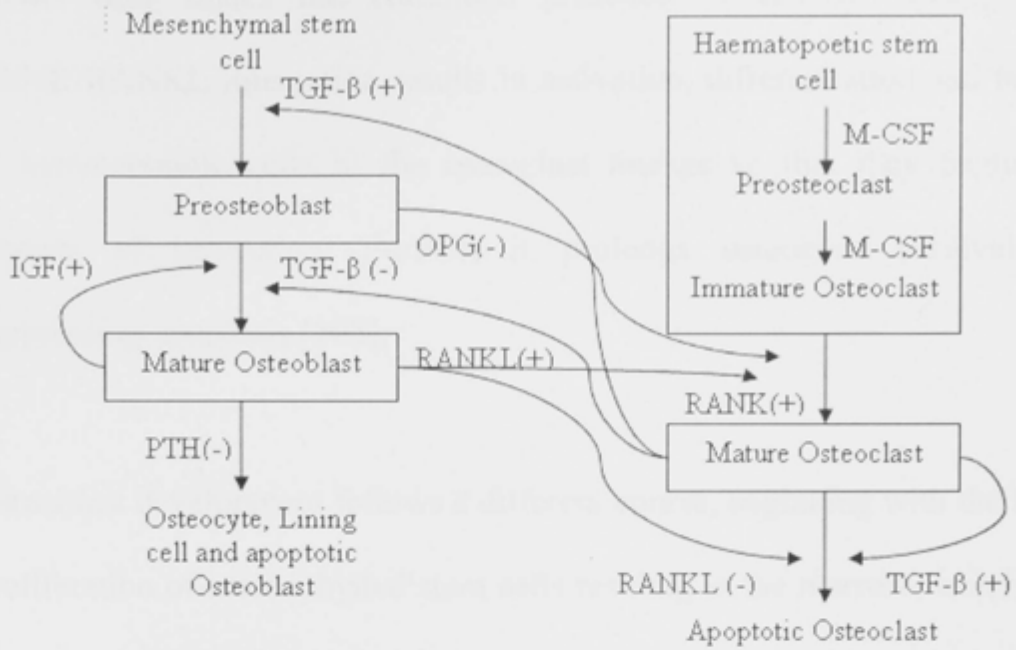 Mesenchymal stem
cell
TGF-β (+)
Preosteoblast
OPG(-)
IGF(+)
TGF-β (-)
Mature Osteoblast
RANKL(+)
PTH(-)
Osteocyte, Lining
cell and apoptotic
Osteoblast
Haematopoetic stem
cell
M-CSF
Preosteoclast
M-CSF
Immature Osteoclast
RANK(+)
Mature Osteoclast
RANKL (-)
TGF-β (+)
Apoptotic Osteoclast